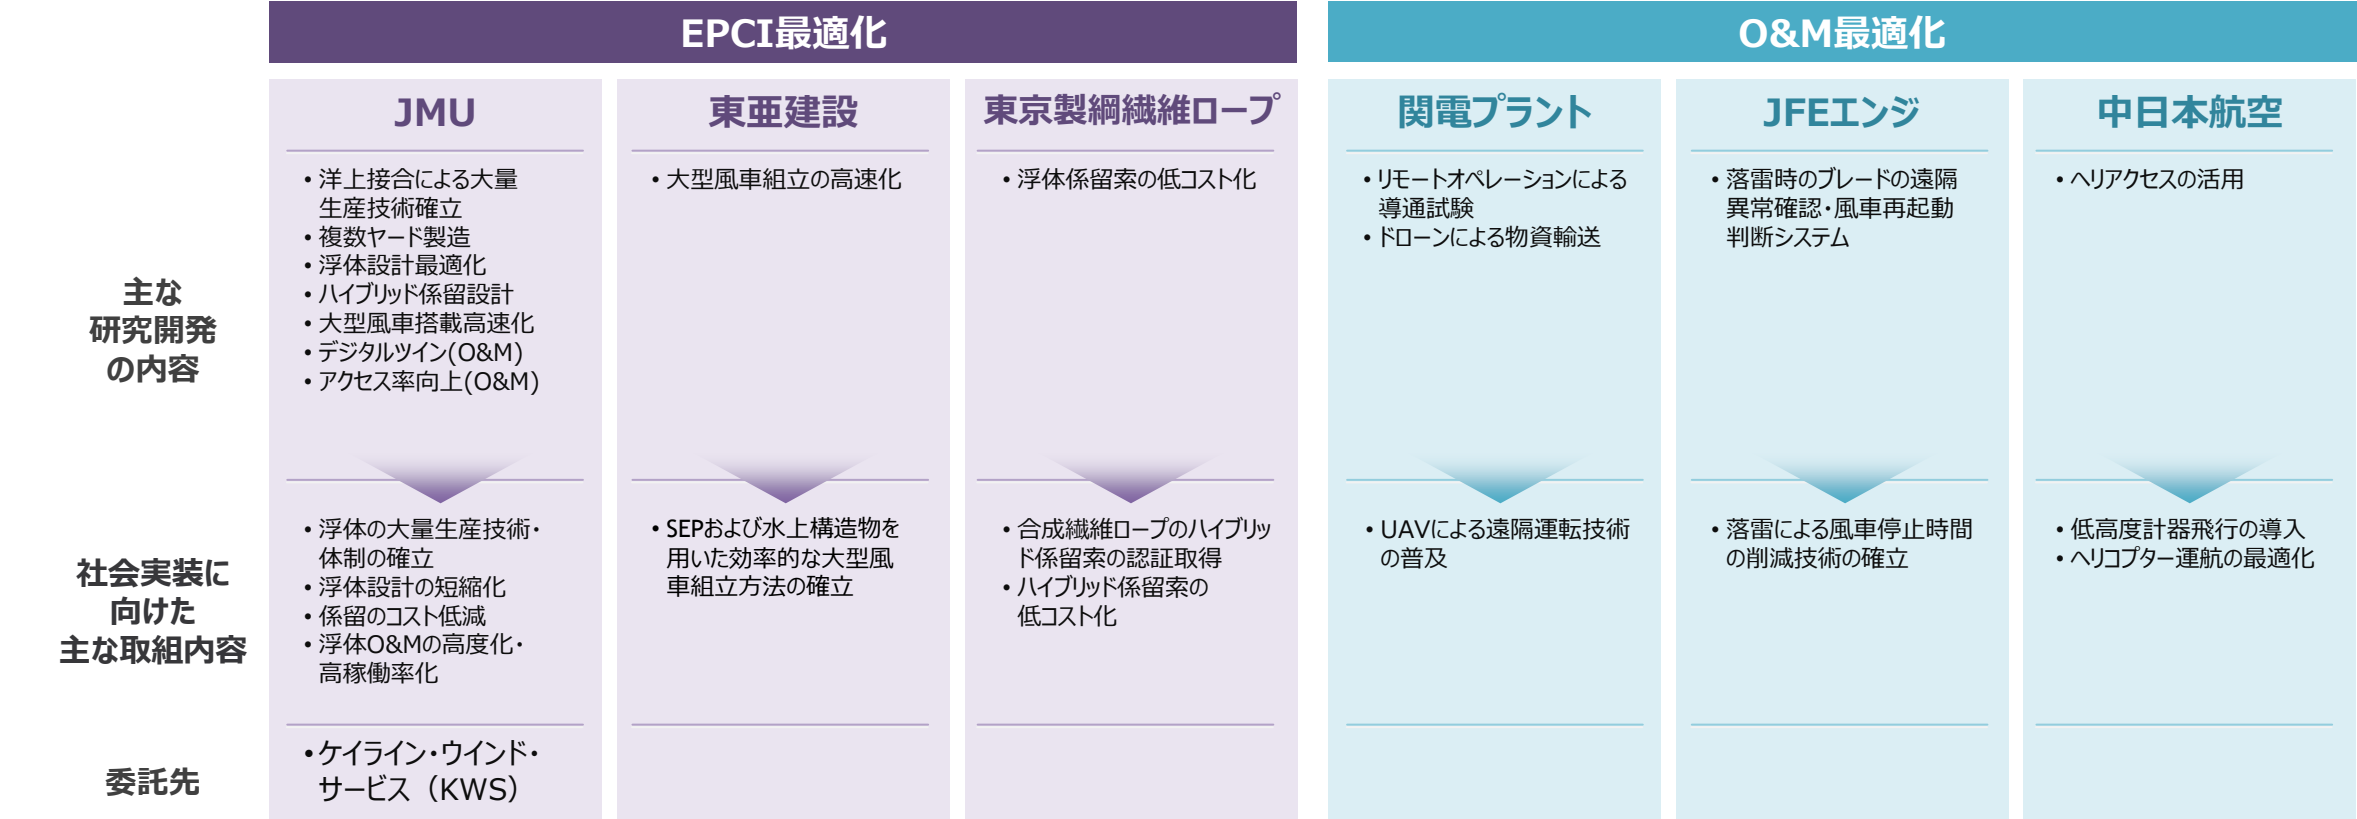 EPCI最適化
O&M最適化
JMU
東亜建設
東京製綱繊維ロープ
関電プラント
JFEエンジ
中日本航空
主な
研究開発
の内容
• 洋上接合による大量
生産技術確立
• 複数ヤード製造
• 浮体設計最適化
• ハイブリッド係留設計
• 大型風車搭載高速化
• デジタルツイン(O&M)
• アクセス率向上(O&M)
• 大型風車組立の高速化
• 浮体係留索の低コスト化
• リモートオペレーションによる
導通試験
• ドローンによる物資輸送
• 落雷時のブレードの遠隔
異常確認・風車再起動
判断システム
• ヘリアクセスの活用
社会実装に
向けた
主な取組内容
• 浮体の大量生産技術・
体制の確立
• 浮体設計の短縮化
• 係留のコスト低減
• 浮体O&Mの高度化・
高稼働率化
• SEPおよび水上構造物を
用いた効率的な大型風
車組立方法の確立
• 合成繊維ロープのハイブリッ
ド係留索の認証取得
• ハイブリッド係留索の
低コスト化
• UAVによる遠隔運転技術
の普及
• 落雷による風車停止時間
の削減技術の確立
• 低高度計器飛行の導入
• ヘリコプター運航の最適化
委託先
• ケイライン・ウインド・
サービス（KWS）